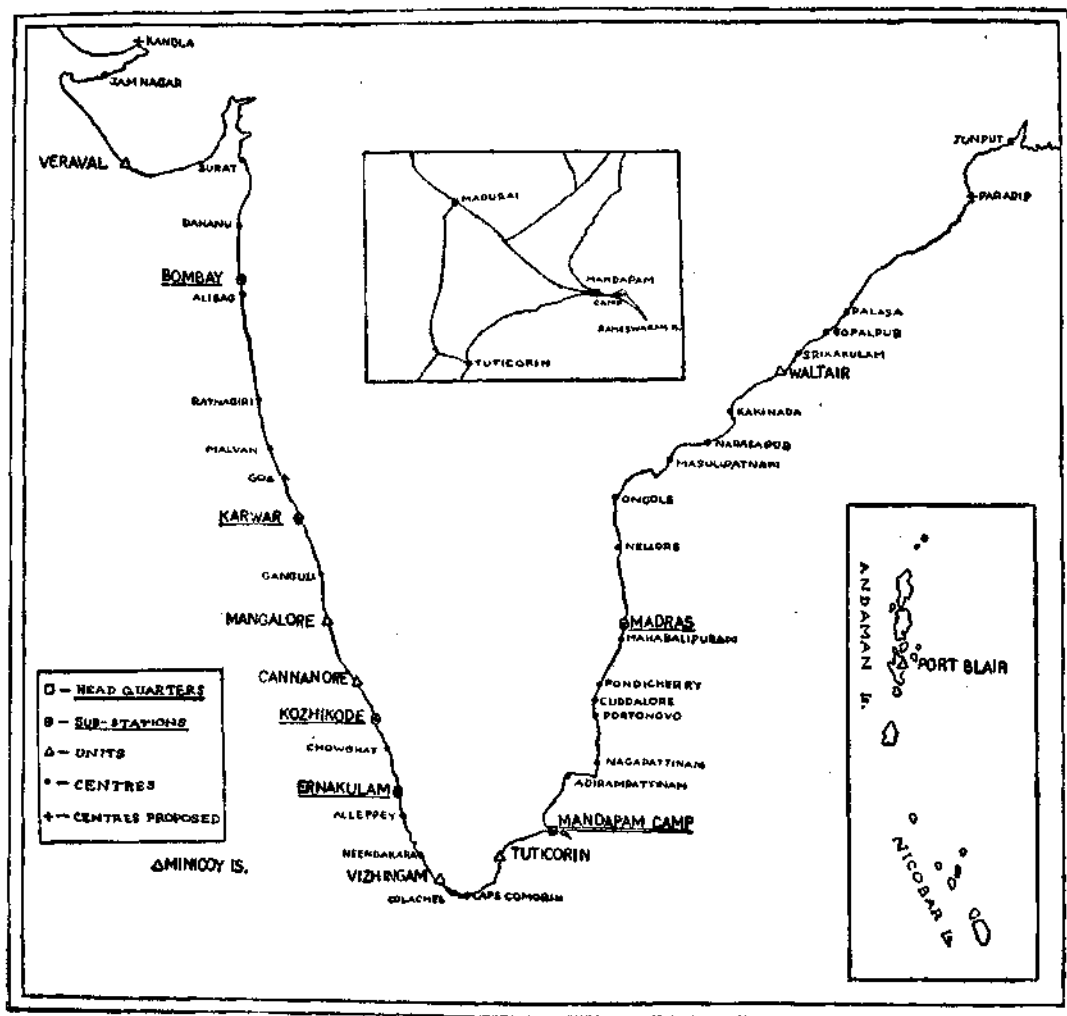 KANDLA
JAMNAGAR
VERAVAL
SURAT
DAHANU
BOMBAY
ALIBAG
RATNAGIRI
MALVAN
GOA
KARWAR
GANGULI
MANGALORE
CANNANORE
KOZHIKODE
CHOWGHAT
ERNAKULAM
ALLEPPEY
NEENDAKARA
VIZHINGAM
COLACHEL
CAPE COMORIN
TUTICORIN
MANDAPAM CAMP
ADIRAMPATTINAM
NAGAPATTINAM
PORTONOVO
CUDDALORE
PONDICHERRY
MAHABALIPURAM
MADRAS
NELLORE
ONGOLE
MASULIPATNAM
NARASAPUR
KAKINADA
WALTAIR
SRIKAKULAM
GOPALPUR
PALASA
PARADIP
JUNPUT
MADURAI
MANDAPAM
CAMP
RAMESWARAM
TUTICORIN
□ – HEAD QUARTERS
SUB-STATIONS
△ – UNITS
• – CENTRES
+ – CENTRES PROPOSED
△MINICOY IS.
ANDAMAN Is.
PORT BLAIR
NICOBAR Is.